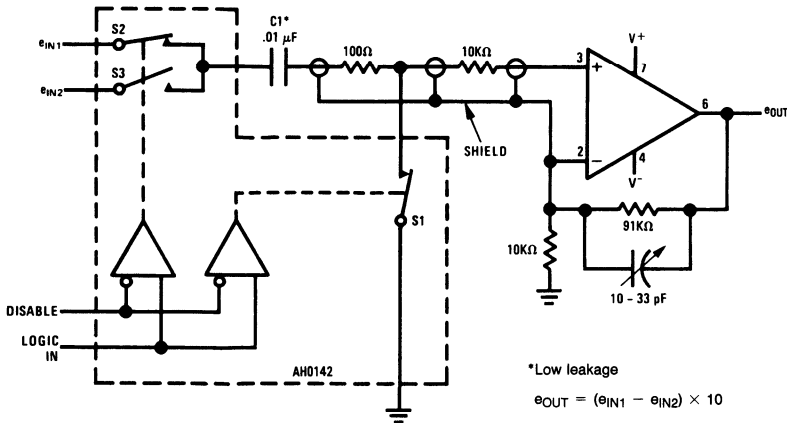 C1*
.01 μF
S2
eIN1
S3
eIN2
100Ω
10KΩ
V+
3
+
7
6
eOUT
SHIELD
2
−
4
V−
S1
10KΩ
91KΩ
10 – 33 pF
DISABLE
LOGIC
IN
AH0142
*Low leakage
eOUT = (eIN1 − eIN2) × 10